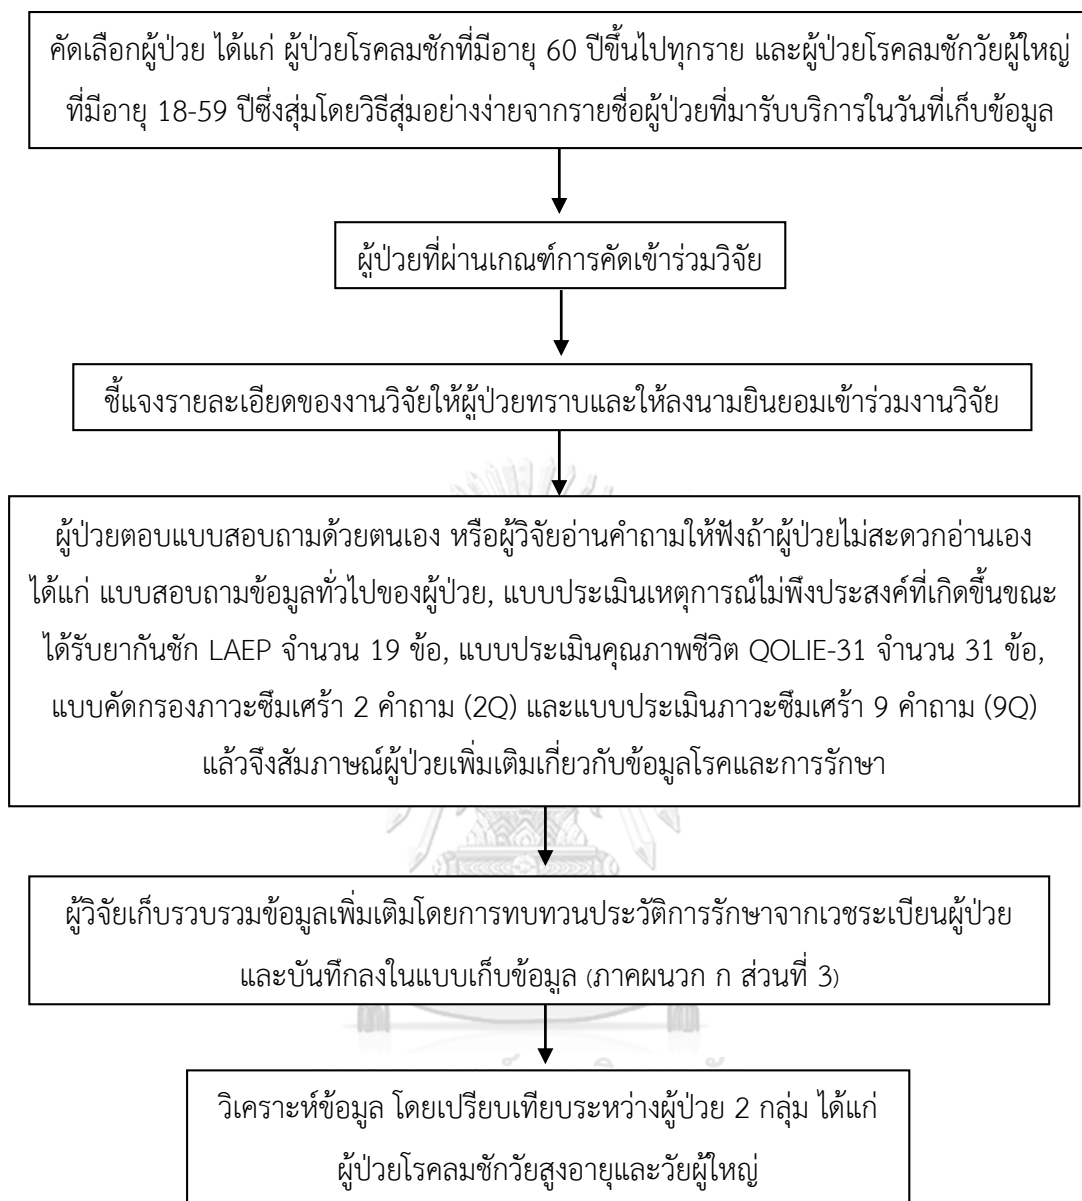 คัดเลือกผู้ป่วย ได้แก่ ผู้ป่วยโรคลมชักที่มีอายุ 60 ปีขึ้นไปทุกราย และผู้ป่วยโรคลมชักวัยผู้ใหญ่
ที่มีอายุ 18-59 ปีซึ่งสุ่มโดยวิธีสุ่มอย่างง่ายจากรายชื่อผู้ป่วยที่มารับบริการในวันที่เก็บข้อมูล
ผู้ป่วยที่ผ่านเกณฑ์การคัดเข้าร่วมวิจัย
ชี้แจงรายละเอียดของงานวิจัยให้ผู้ป่วยทราบและให้ลงนามยินยอมเข้าร่วมงานวิจัย
ผู้ป่วยตอบแบบสอบถามด้วยตนเอง หรือผู้วิจัยอ่านคำถามให้ฟังถ้าผู้ป่วยไม่สะดวกอ่านเอง
ได้แก่ แบบสอบถามข้อมูลทั่วไปของผู้ป่วย, แบบประเมินเหตุการณ์ไม่พึงประสงค์ที่เกิดขึ้นขณะ
ได้รับยากันชัก LAEP จำนวน 19 ข้อ, แบบประเมินคุณภาพชีวิต QOLIE-31 จำนวน 31 ข้อ,
แบบคัดกรองภาวะซึมเศร้า 2 คำถาม (2Q) และแบบประเมินภาวะซึมเศร้า 9 คำถาม (9Q)
แล้วจึงสัมภาษณ์ผู้ป่วยเพิ่มเติมเกี่ยวกับข้อมูลโรคและการรักษา
ผู้วิจัยเก็บรวบรวมข้อมูลเพิ่มเติมโดยการทบทวนประวัติการรักษาจากเวชระเบียนผู้ป่วย
และบันทึกลงในแบบเก็บข้อมูล (ภาคผนวก ก ส่วนที่ 3)
วิเคราะห์ข้อมูล โดยเปรียบเทียบระหว่างผู้ป่วย 2 กลุ่ม ได้แก่
ผู้ป่วยโรคลมชักวัยสูงอายุและวัยผู้ใหญ่